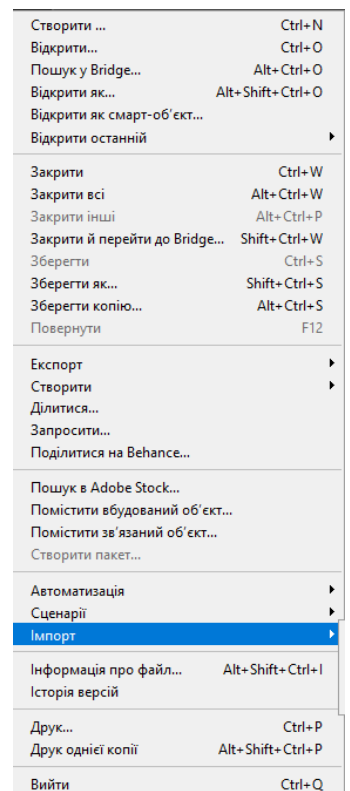 Створити ... Ctrl+N
Відкрити... Ctrl+O
Пошук у Bridge... Alt+Ctrl+O
Відкрити як... Alt+Shift+Ctrl+O
Відкрити як смарт-об’єкт...
Відкрити останній
Закрити Ctrl+W
Закрити всі Alt+Ctrl+W
Закрити інші Alt+Ctrl+P
Закрити й перейти до Bridge... Shift+Ctrl+W
Зберегти Ctrl+S
Зберегти як... Shift+Ctrl+S
Зберегти копію... Alt+Ctrl+S
Повернути F12
Експорт
Створити
Ділитися...
Запросити...
Поділитися на Behance...
Пошук в Adobe Stock...
Помістити вбудований об’єкт...
Помістити зв’язаний об’єкт...
Створити пакет...
Автоматизація
Сценарії
Імпорт
Інформація про файл... Alt+Shift+Ctrl+I
Історія версій
Друк... Ctrl+P
Друк однієї копії Alt+Shift+Ctrl+P
Вийти Ctrl+Q